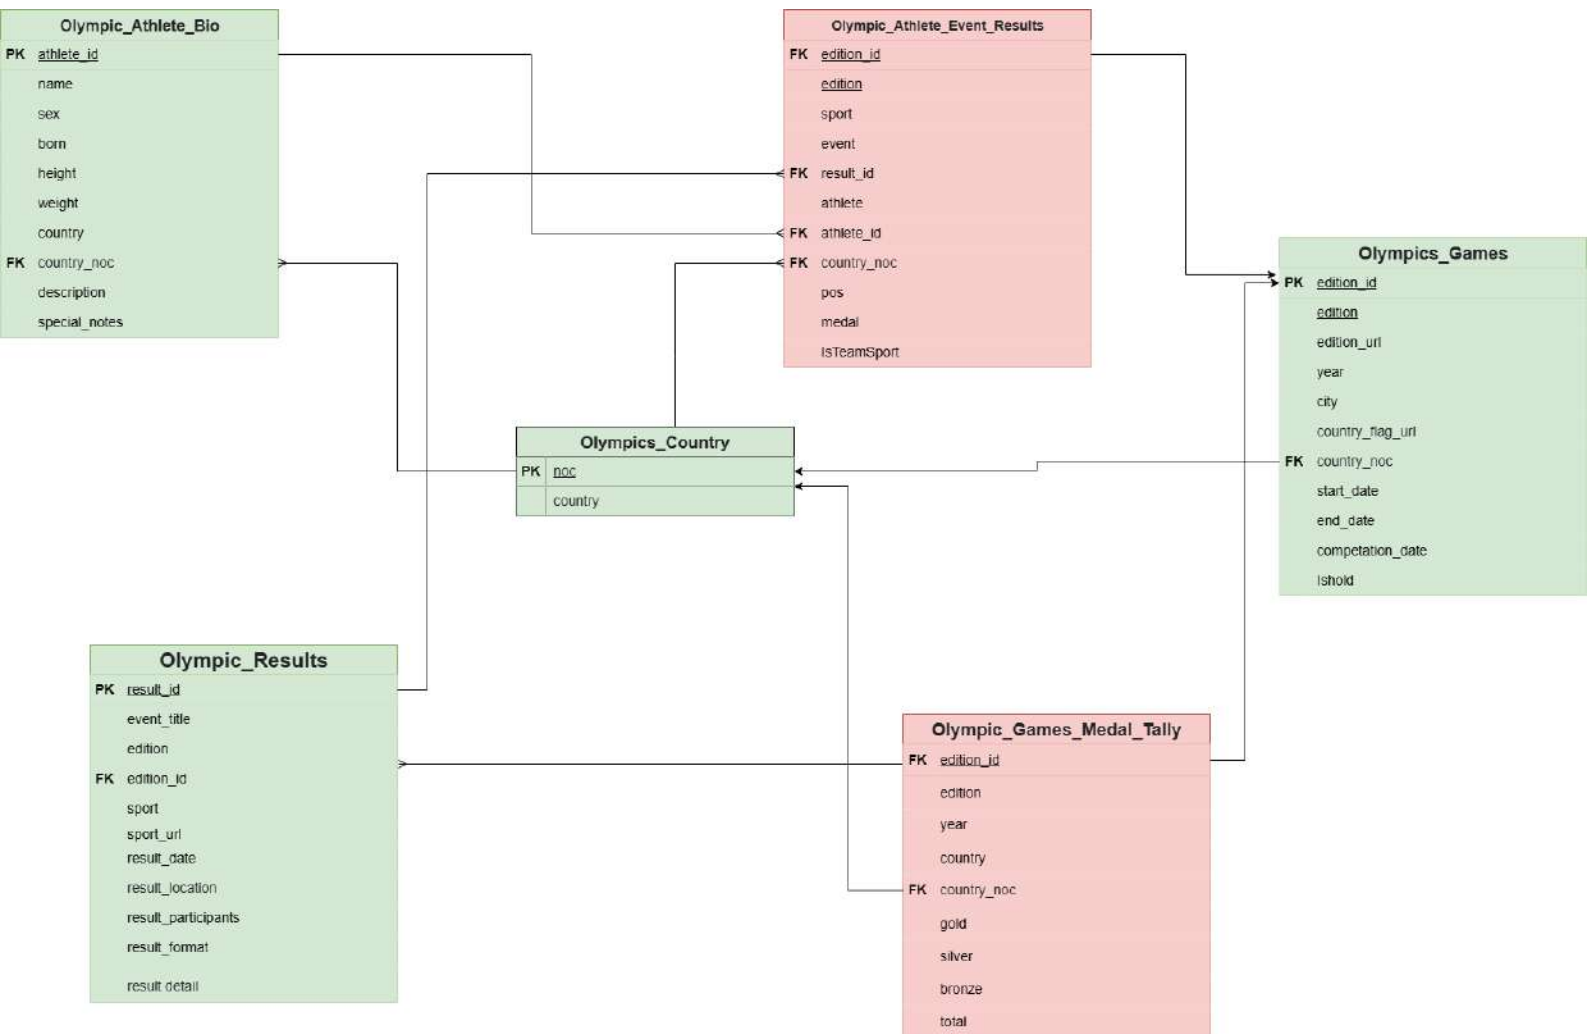 Olympic_Athlete_Bio
PK athlete_id
name
sex
born
height
weight
country
FK country_noc
description
special_notes
Olympic_Athlete_Event_Results
FK edition_id
edition
sport
event
FK result_id
athlete
FK athlete_id
FK country_noc
pos
medal
IsTeamSport
Olympics_Games
PK edition_id
edition
edition_url
year
city
country_flag_url
FK country_noc
start_date
end_date
competation_date
Ishold
Olympics_Country
PK noc
country
Olympic_Results
PK result_id
event_title
edition
FK edition_id
sport
sport_url
result_date
result_location
result_participants
result_format
result detail
Olympic_Games_Medal_Tally
FK edition_id
edition
year
country
FK country_noc
gold
silver
bronze
total